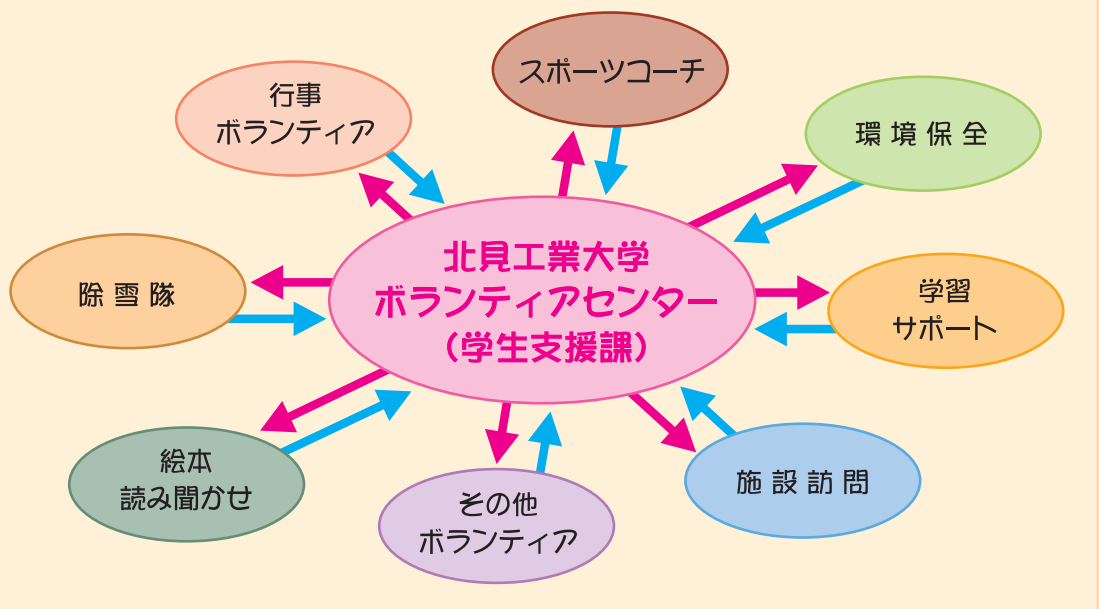 スポーツコーチ
行事
ボランティア
環境保全
北見工業大学
ボランティアセンター
(学生支援課)
除雪隊
学習
サポート
絵本
読み聞かせ
施設訪問
その他
ボランティア